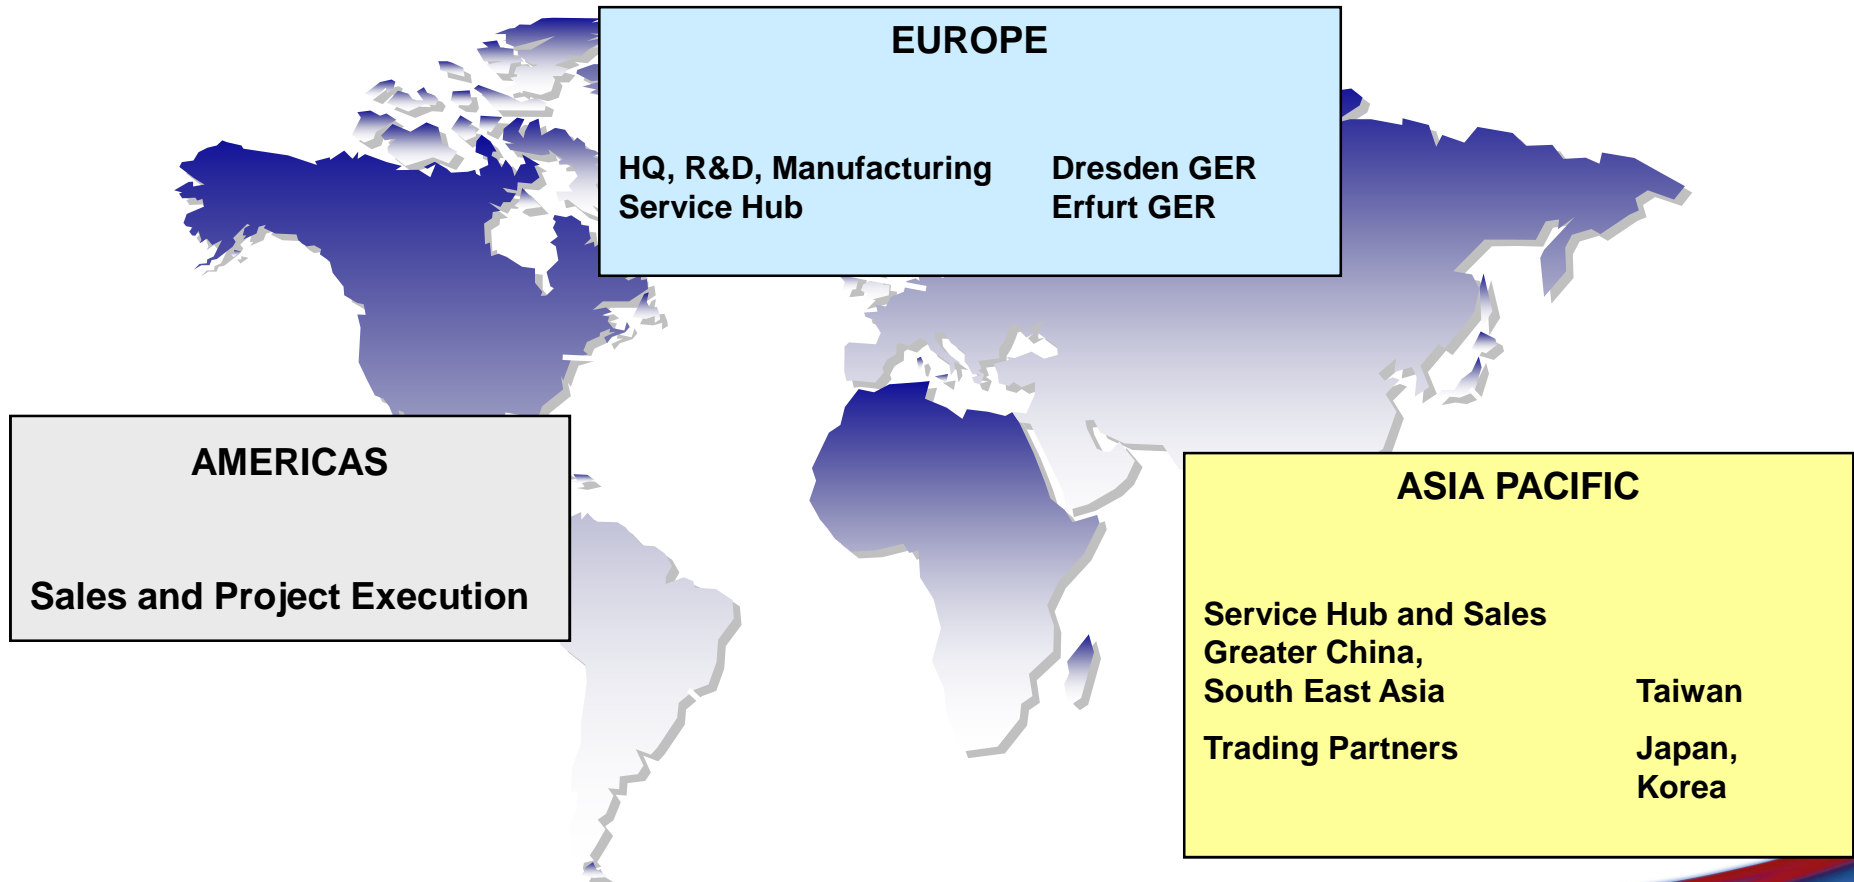 EUROPE
HQ, R&D, Manufacturing Dresden GER
Service Hub Erfurt GER
AMERICAS
Sales and Project Execution
ASIA PACIFIC
Service Hub and Sales
Greater China,
South East Asia Taiwan
Trading Partners Japan,
Korea